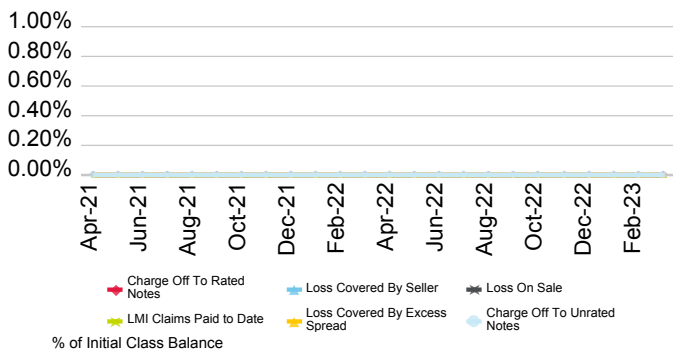 1.00%
0.80%
0.60%
0.40%
0.20%
0.00%
Apr-21
Jun-21
Aug-21
Oct-21
Dec-21
Feb-22
Apr-22
Jun-22
Aug-22
Oct-22
Dec-22
Feb-23
Charge Off To Rated
Notes
Loss Covered By Seller
Loss On Sale
LMI Claims Paid to Date
Loss Covered By Excess
Spread
Charge Off To Unrated
Notes
% of Initial Class Balance